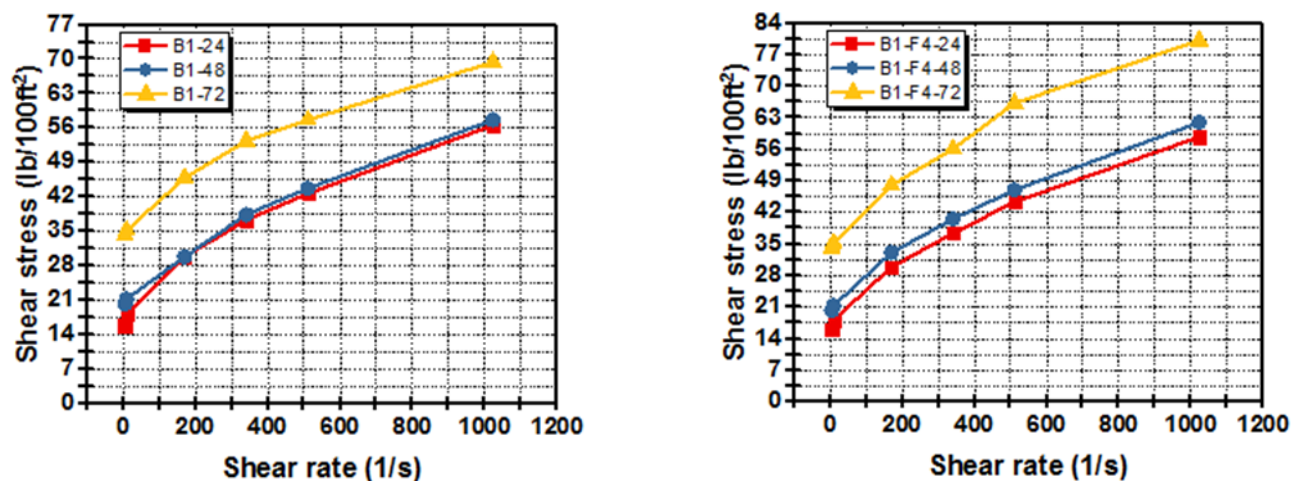 77
70
63
56
49
42
35
28
21
14
7
0
Shear stress (lb/100ft²)
B1-24
B1-48
B1-72
0 200 400 600 800 1000 1200
Shear rate (1/s)
84
77
70
63
56
49
42
35
28
21
14
7
0
Shear stress (lb/100ft²)
B1-F4-24
B1-F4-48
B1-F4-72
0 200 400 600 800 1000 1200
Shear rate (1/s)